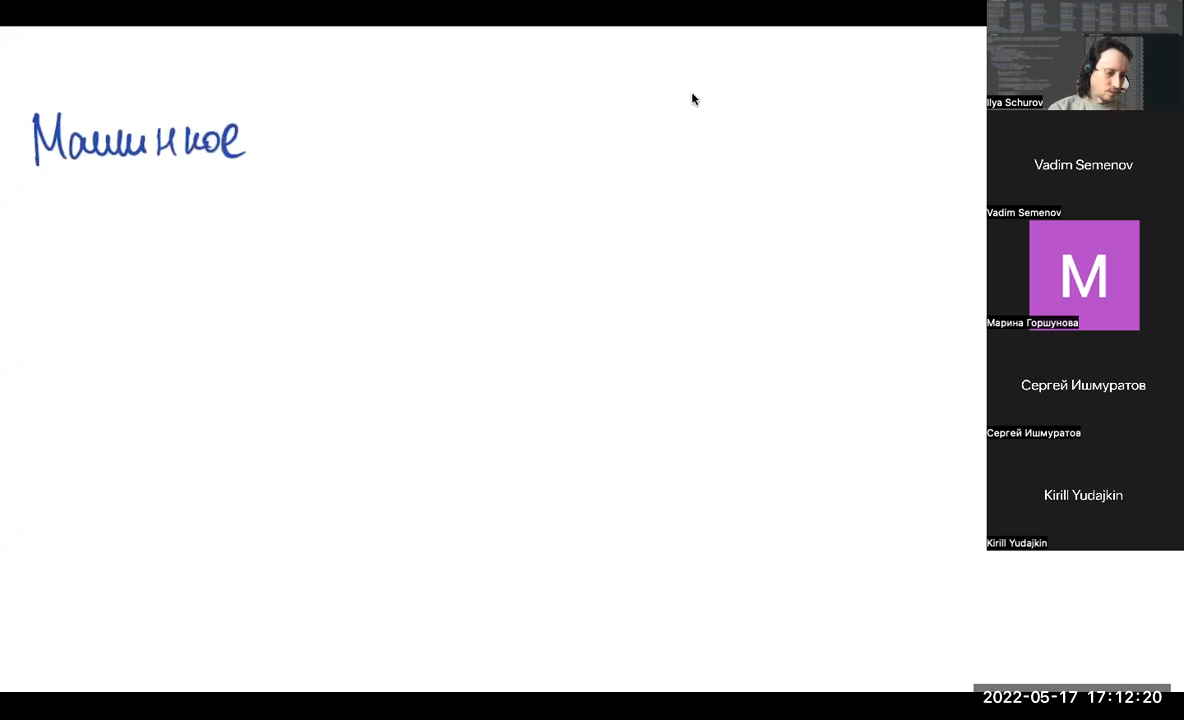 Машинное
Ilya Schurov
Vadim Semenov
Vadim Semenov
M
Марина Горшунова
Сергей Ишмуратов
Сергей Ишмуратов
Kirill Yudajkin
Kirill Yudajkin
2022-05-17 17:12:20